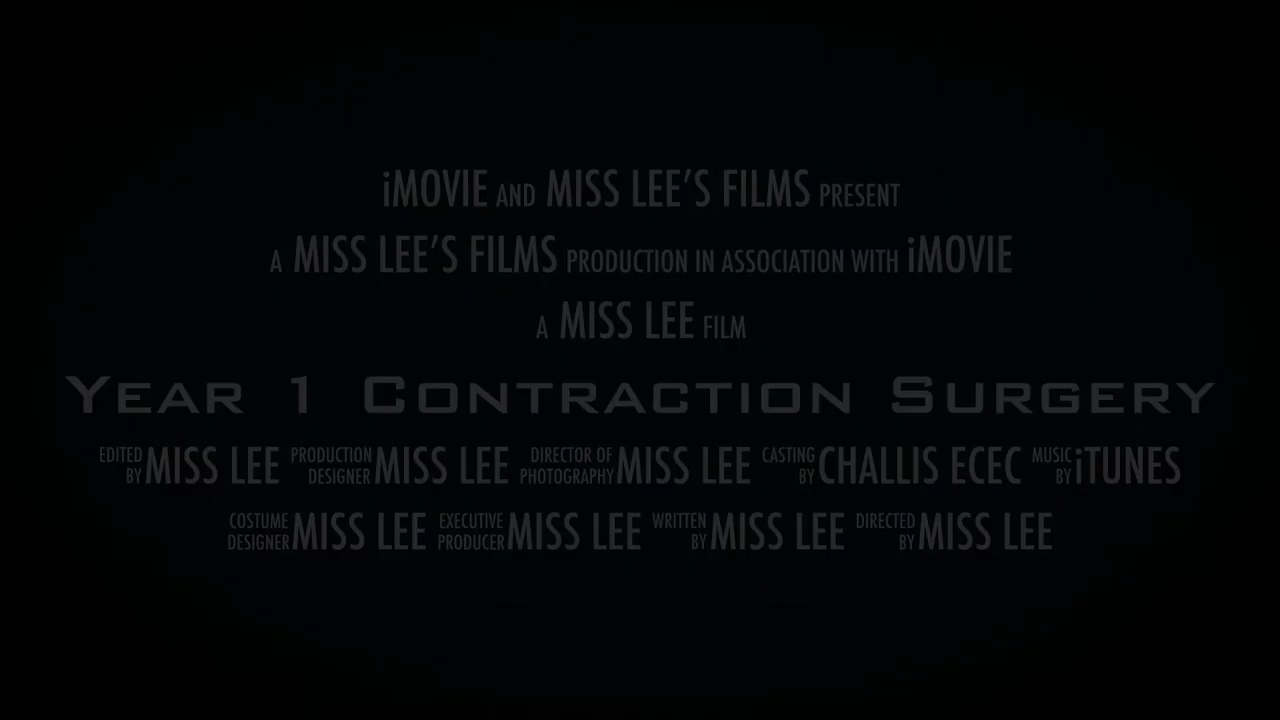 iMOVIE AND MISS LEE'S FILMS PRESENT
A MISS LEE'S FILMS PRODUCTION IN ASSOCIATION WITH iMOVIE
A MISS LEE FILM
YEAR 1 CONTRACTION SURGERY
EDITED BY MISS LEE PRODUCTION DESIGNER MISS LEE DIRECTOR OF PHOTOGRAPHY MISS LEE CASTING BY CHALLIS ECEC MUSIC BY iTUNES
COSTUME DESIGNER MISS LEE EXECUTIVE PRODUCER MISS LEE WRITTEN BY MISS LEE DIRECTED BY MISS LEE